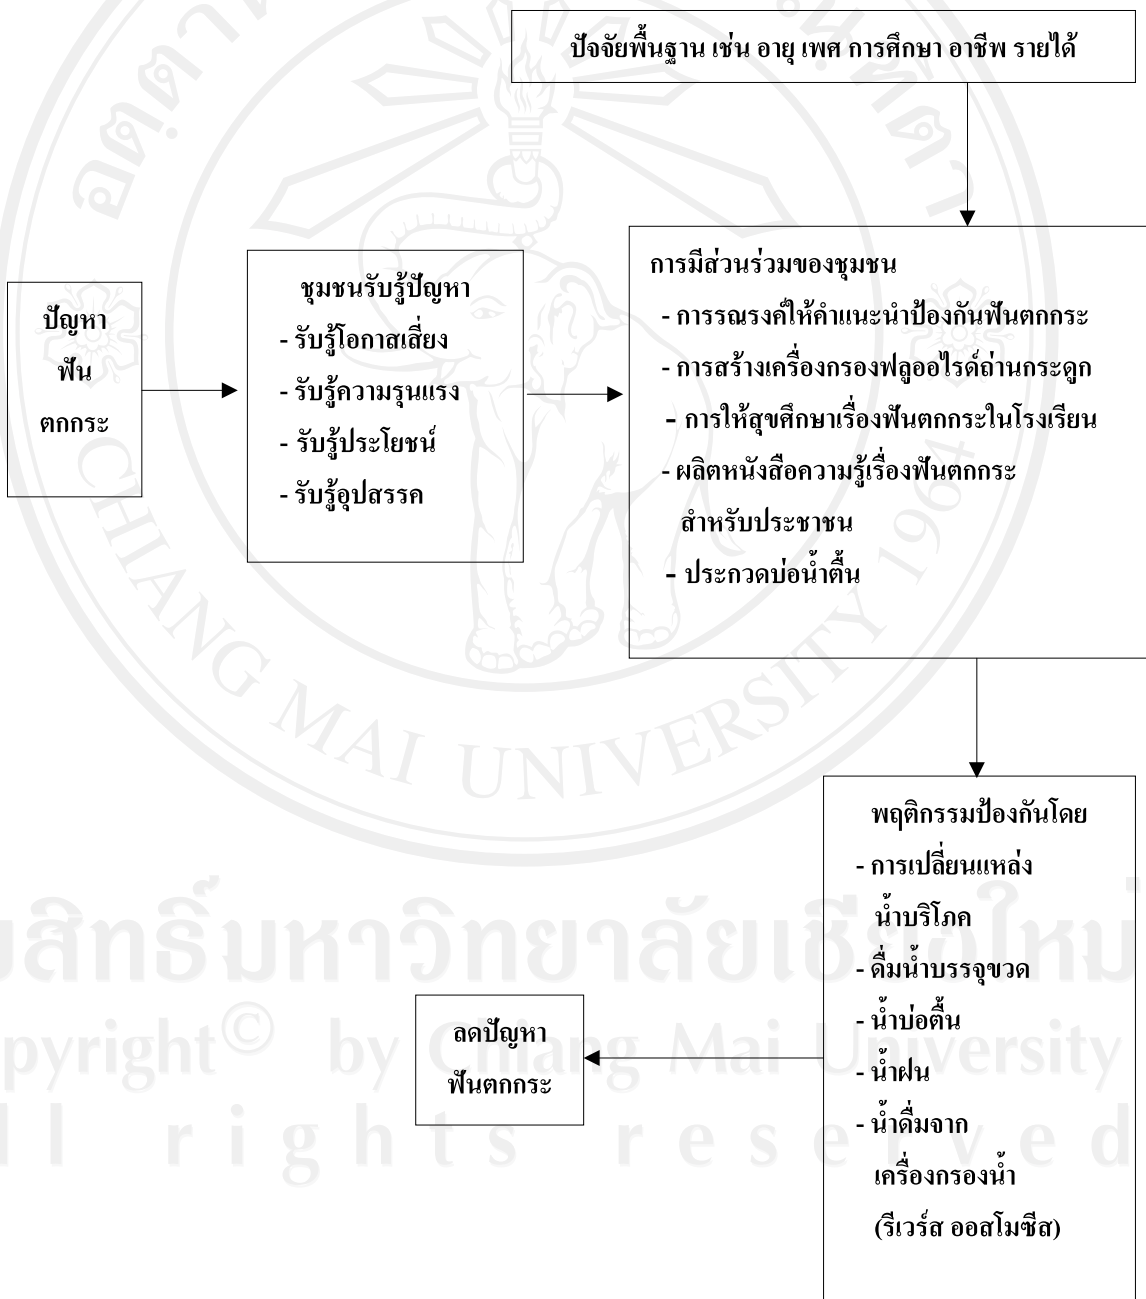 ปัจจัยพื้นฐาน เช่น อายุ เพศ การศึกษา อาชีพ รายได้
ปัญหา
ฟัน
ตกกระ
ชุมชนรับรู้ปัญหา
- รับรู้โอกาสเสี่ยง
- รับรู้ความรุนแรง
- รับรู้ประโยชน์
- รับรู้อุปสรรค
การมีส่วนร่วมของชุมชน
- การรณรงค์ให้คำแนะนำป้องกันฟันตกกระ
- การสร้างเครื่องกรองฟลูออไรด์ถ่านกระดูก
- การให้สุขศึกษาเรื่องฟันตกกระในโรงเรียน
- ผลิตหนังสือความรู้เรื่องฟันตกกระ
สำหรับประชาชน
- ประกวดบ่อน้ำตื้น
พฤติกรรมป้องกันโดย
- การเปลี่ยนแหล่ง
น้ำบริโภค
- ดื่มน้ำบรรจุขวด
- น้ำบ่อตื้น
- น้ำฝน
- น้ำดื่มจาก
เครื่องกรองน้ำ
(รีเวร์ส ออสโมซีส)
ลดปัญหา
ฟันตกกระ
CHIANG MAI UNIVERSITY 1964
สิทธิ์มหาวิทยาลัยเชียงใหม่
pyright© by Chiang Mai University
ll rights reserved